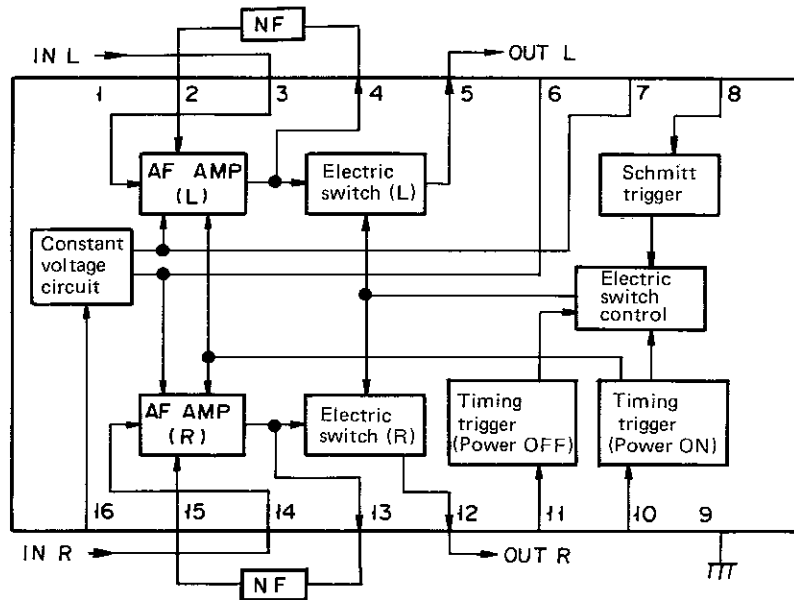 NF
IN L
OUT L
1 2 3 4 5 6 7 8
AF AMP
(L)
Electric
switch (L)
Schmitt
trigger
Constant
voltage
circuit
Electric
switch
control
AF AMP
(R)
Electric
switch (R)
Timing
trigger
(Power OFF)
Timing
trigger
(Power ON)
16 15 14 13 12 11 10 9
IN R
OUT R
NF